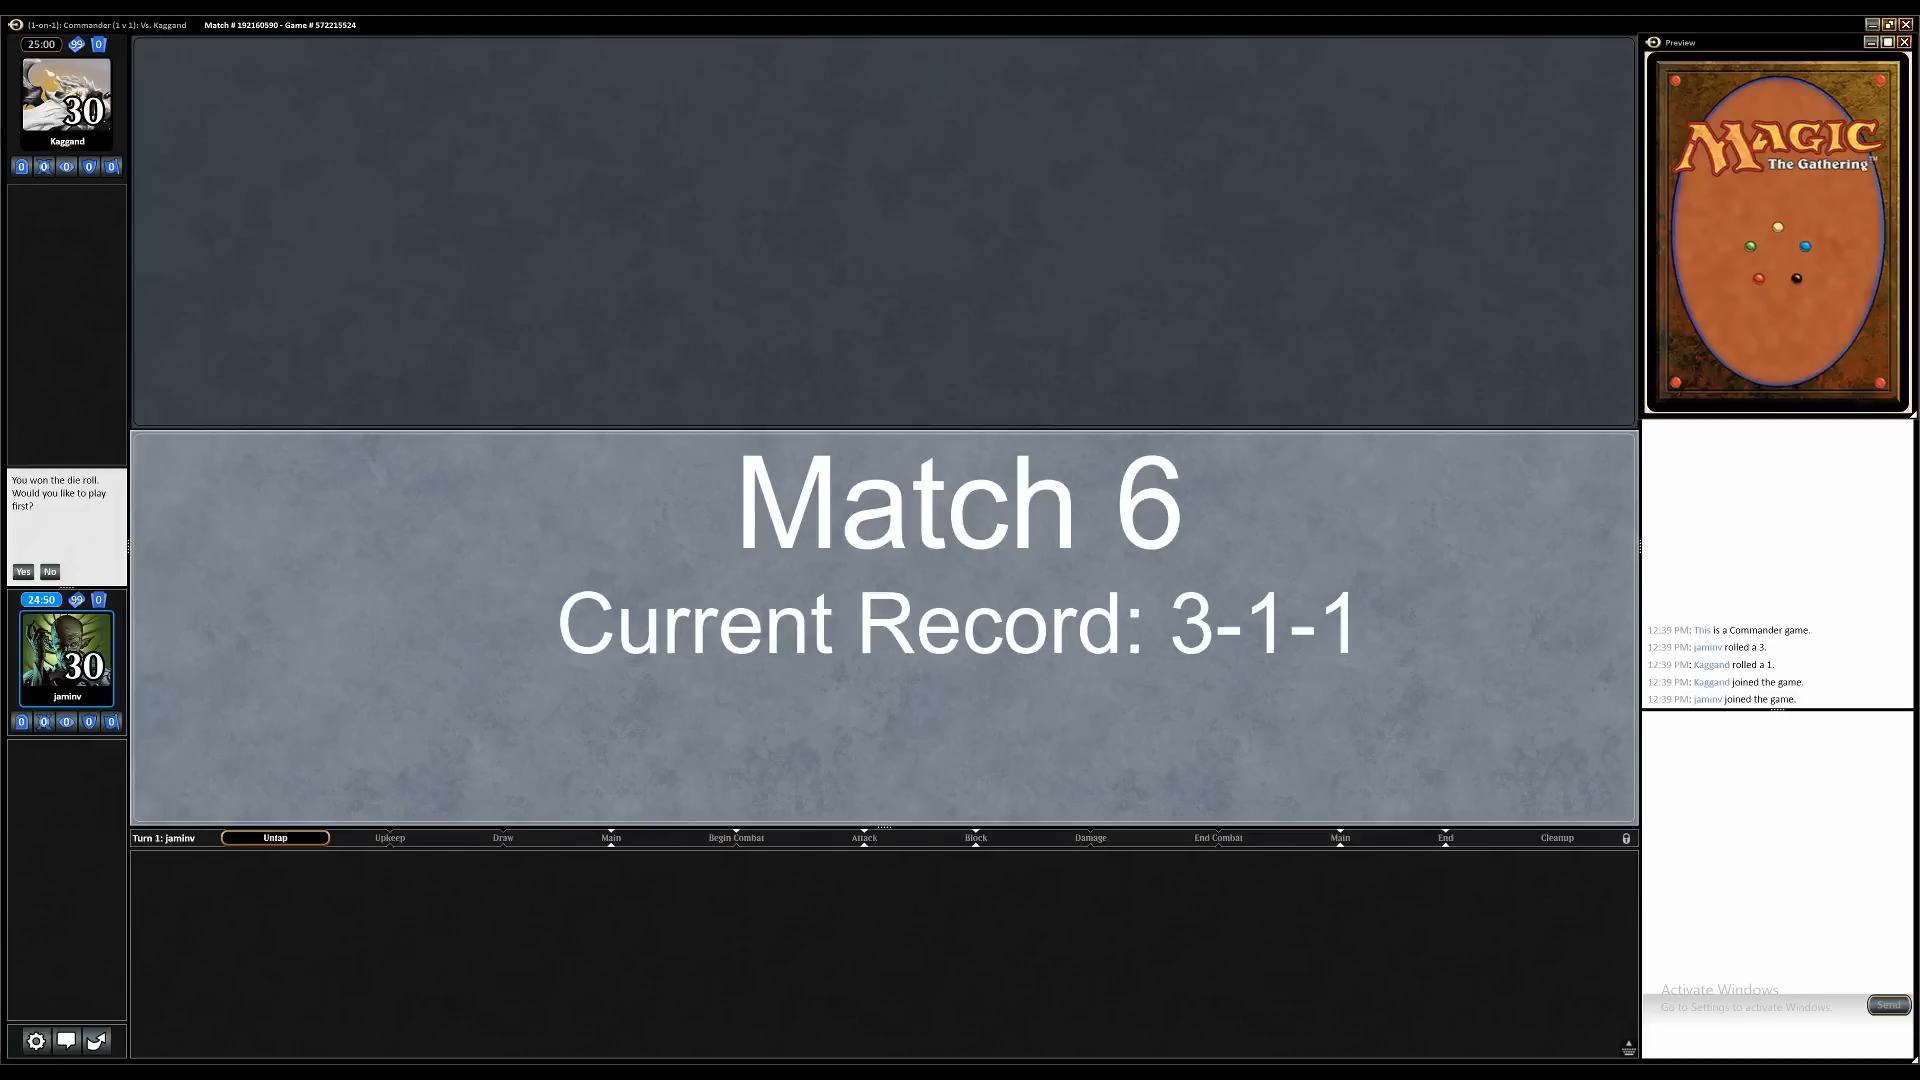 (1-on-1): Commander (1 v 1): Vs. Kaggand Match # 192160590 - Game # 572215524
25:00 99 0
30
Kaggand
0 0 0 0 0
You won the die roll.
Would you like to play
first?
Yes No
24:50 99 0
30
jaminv
0 0 0 0 0
Match 6
Current Record: 3-1-1
Turn 1: jaminv Untap Upkeep Draw Main Begin Combat Attack Block Damage End Combat Main End Cleanup
Preview
MAGIC
The Gathering™
12:39 PM: This is a Commander game.
12:39 PM: jaminv rolled a 3.
12:39 PM: Kaggand rolled a 1.
12:39 PM: Kaggand joined the game.
12:39 PM: jaminv joined the game.
Activate Windows
Go to Settings to activate Windows.
Send